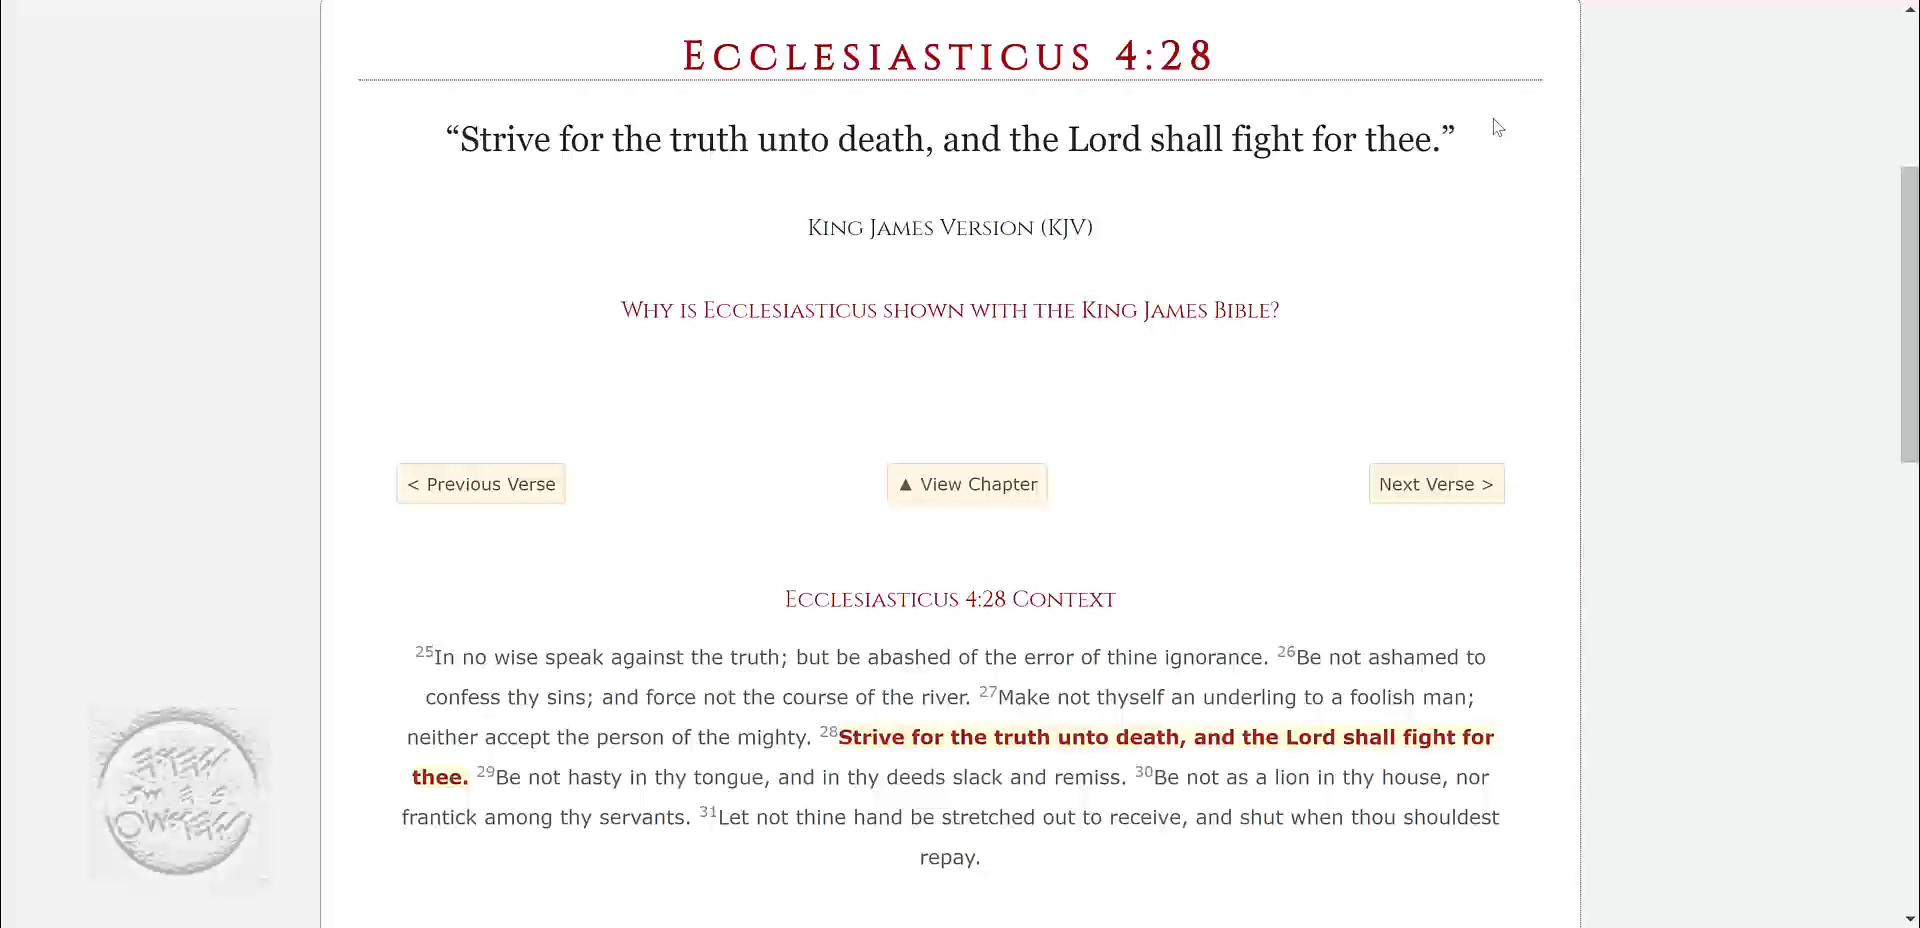 Ecclesiasticus 4:28
“Strive for the truth unto death, and the Lord shall fight for thee.”
King James Version (KJV)
Why is Ecclesiasticus shown with the King James Bible?
< Previous Verse
▲ View Chapter
Next Verse >
Ecclesiasticus 4:28 Context
25In no wise speak against the truth; but be abashed of the error of thine ignorance. 26Be not ashamed to
confess thy sins; and force not the course of the river. 27Make not thyself an underling to a foolish man;
neither accept the person of the mighty. 28Strive for the truth unto death, and the Lord shall fight for
thee. 29Be not hasty in thy tongue, and in thy deeds slack and remiss. 30Be not as a lion in thy house, nor
frantick among thy servants. 31Let not thine hand be stretched out to receive, and shut when thou shouldest
repay.